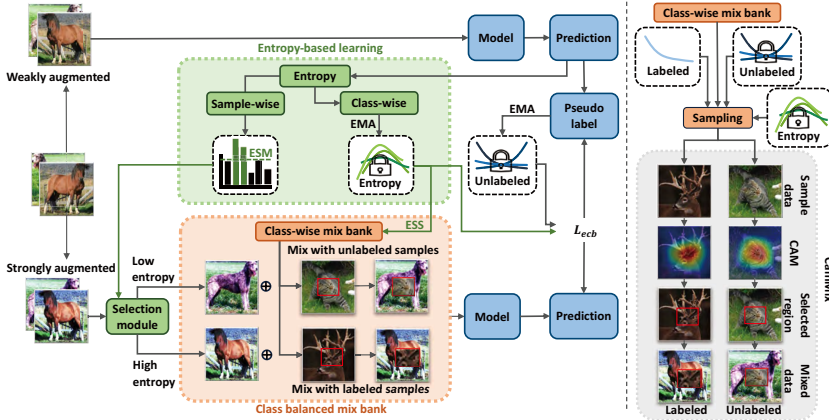 Weakly augmented
Strongly augmented
Entropy-based learning
Entropy
Sample-wise
Class-wise
EMA
ESM
Entropy
Model
Prediction
Pseudo
label
EMA
Unlabeled
ESS
L_ecb
Class-wise mix bank
Mix with unlabeled samples
Low
entropy
Selection
module
High
entropy
⊕
⊕
Mix with labeled samples
Class balanced mix bank
Model
Prediction
Class-wise mix bank
Labeled
Unlabeled
Sampling
Entropy
Sample
data
CAM
Selected
region
Mixed
data
Labeled
Unlabeled
CamMix